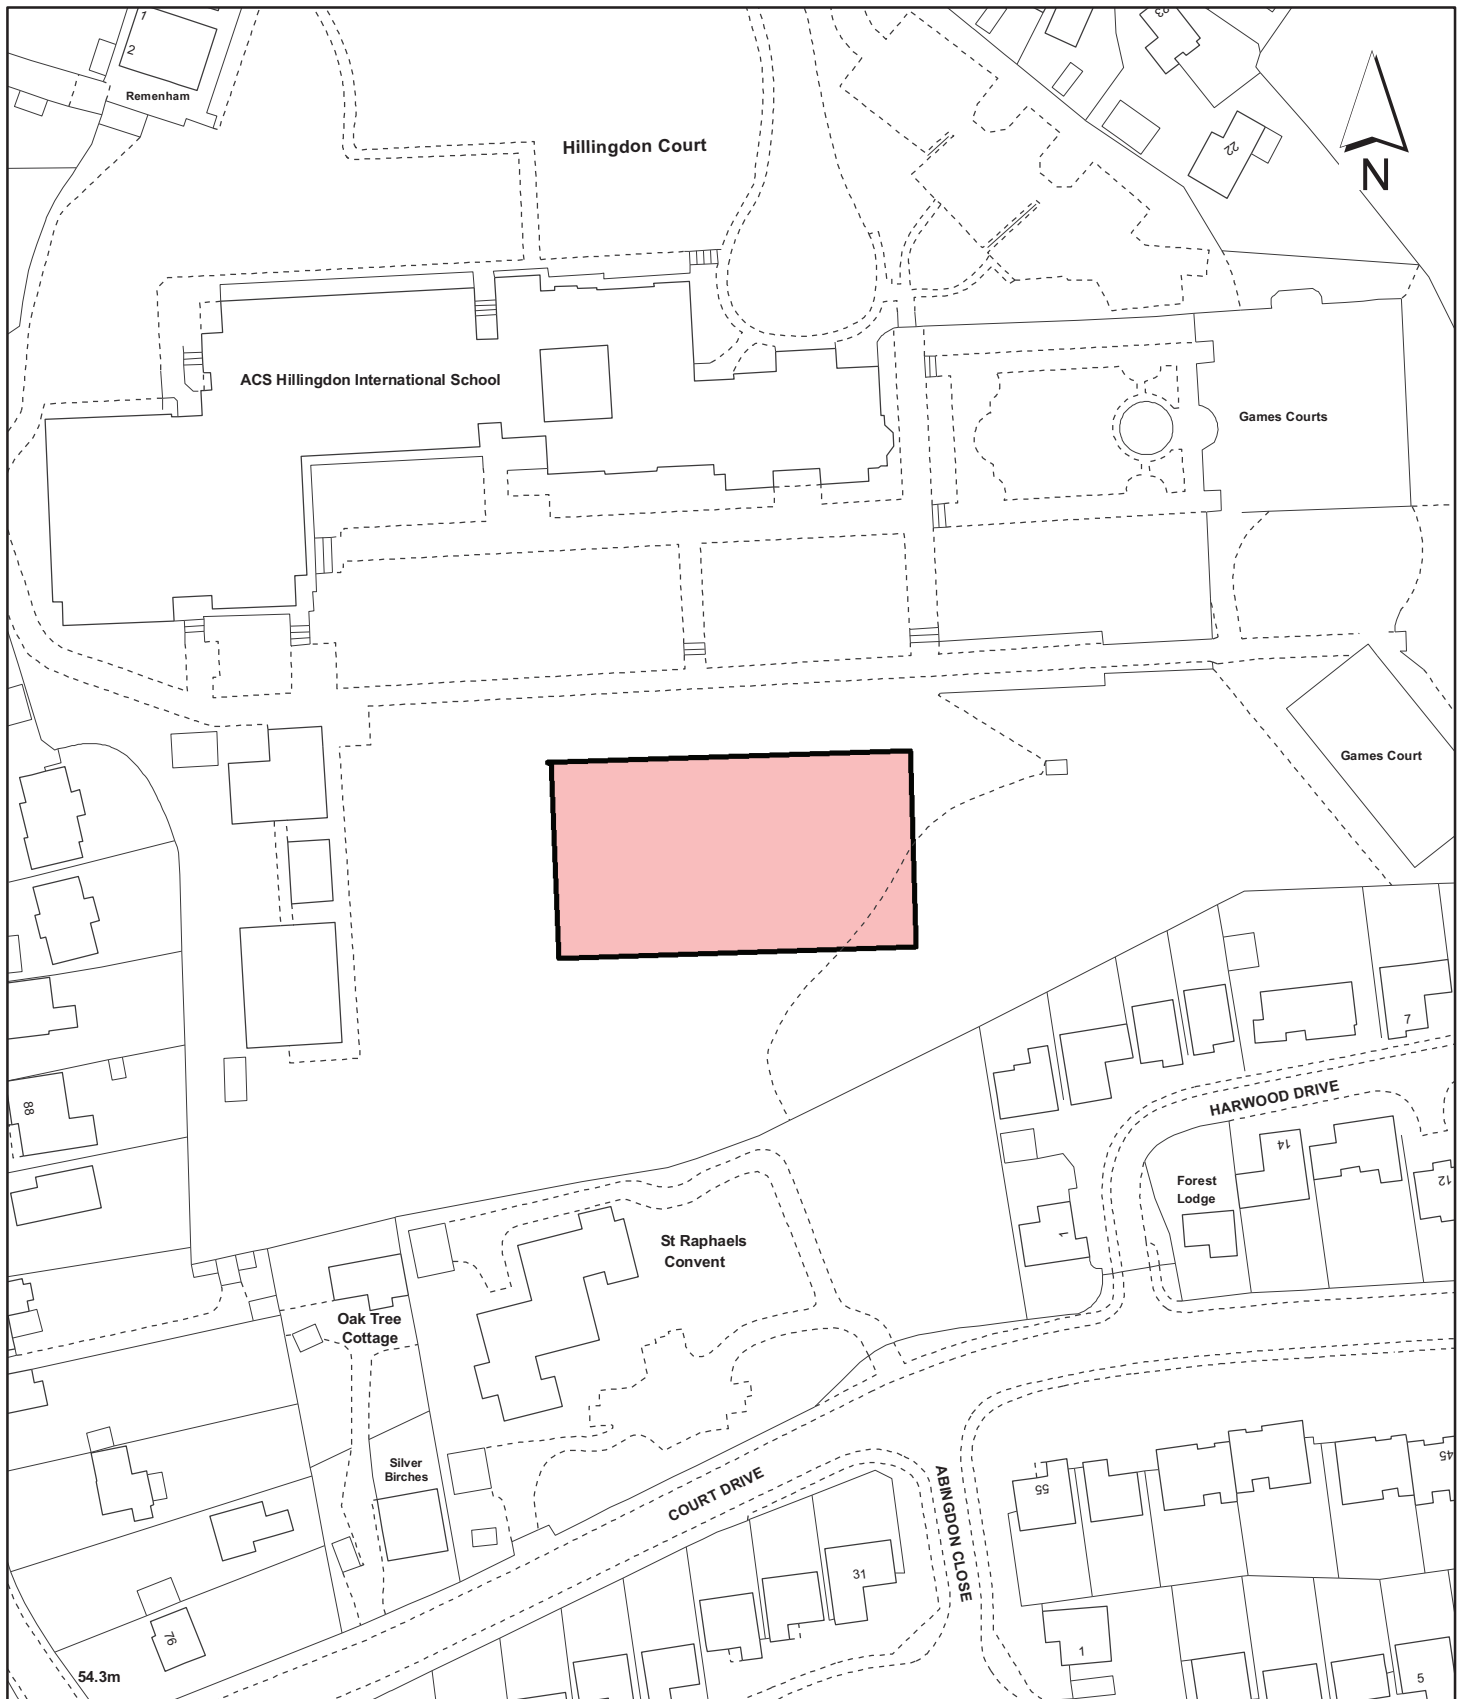 1
2
Remenham
Hillingdon Court
23
22
N
ACS Hillingdon International School
Games Courts
Games Court
7
88
HARWOOD DRIVE
14
Forest
Lodge
12
1
St Raphaels
Convent
Oak Tree
Cottage
Silver
Birches
COURT DRIVE
ABINGDON CLOSE
55
45
31
76
1
5
54.3m